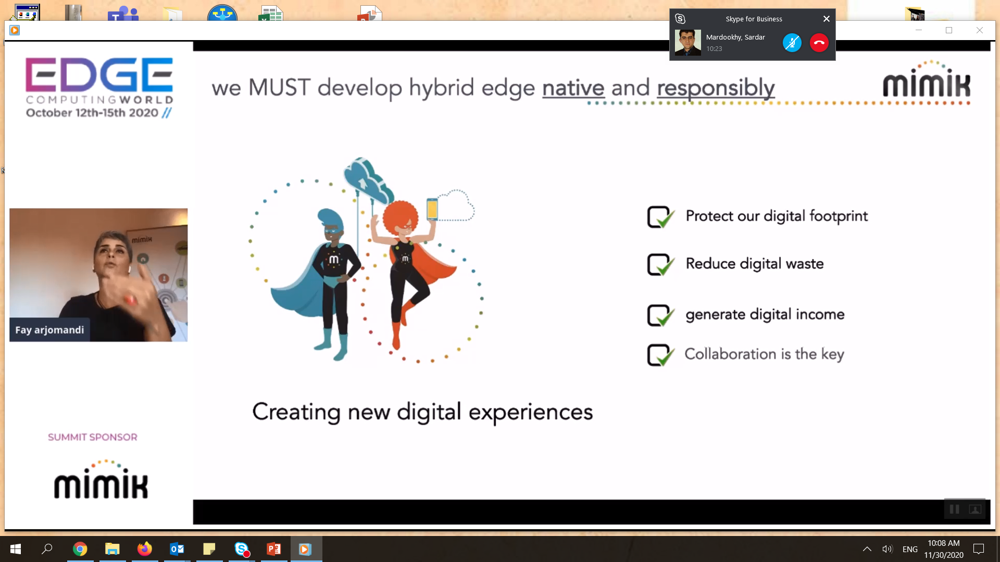 Skype for Business
Mardookhy, Sardar
10:23
EDGE
COMPUTINGWORLD
October 12th-15th 2020 //
we MUST develop hybrid edge native and responsibly
mimik
mimik
Fay arjomandi
m
m
Protect our digital footprint
Reduce digital waste
generate digital income
Collaboration is the key
Creating new digital experiences
SUMMIT SPONSOR
mimik
ENG
10:08 AM
11/30/2020